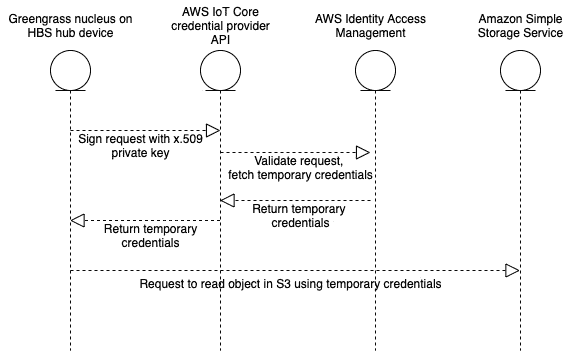 Greengrass nucleus on
HBS hub device
AWS IoT Core
credential provider
API
AWS Identity Access
Management
Amazon Simple
Storage Service
Sign request with x.509
private key
Validate request,
fetch temporary credentials
Return temporary
credentials
Return temporary
credentials
Request to read object in S3 using temporary credentials